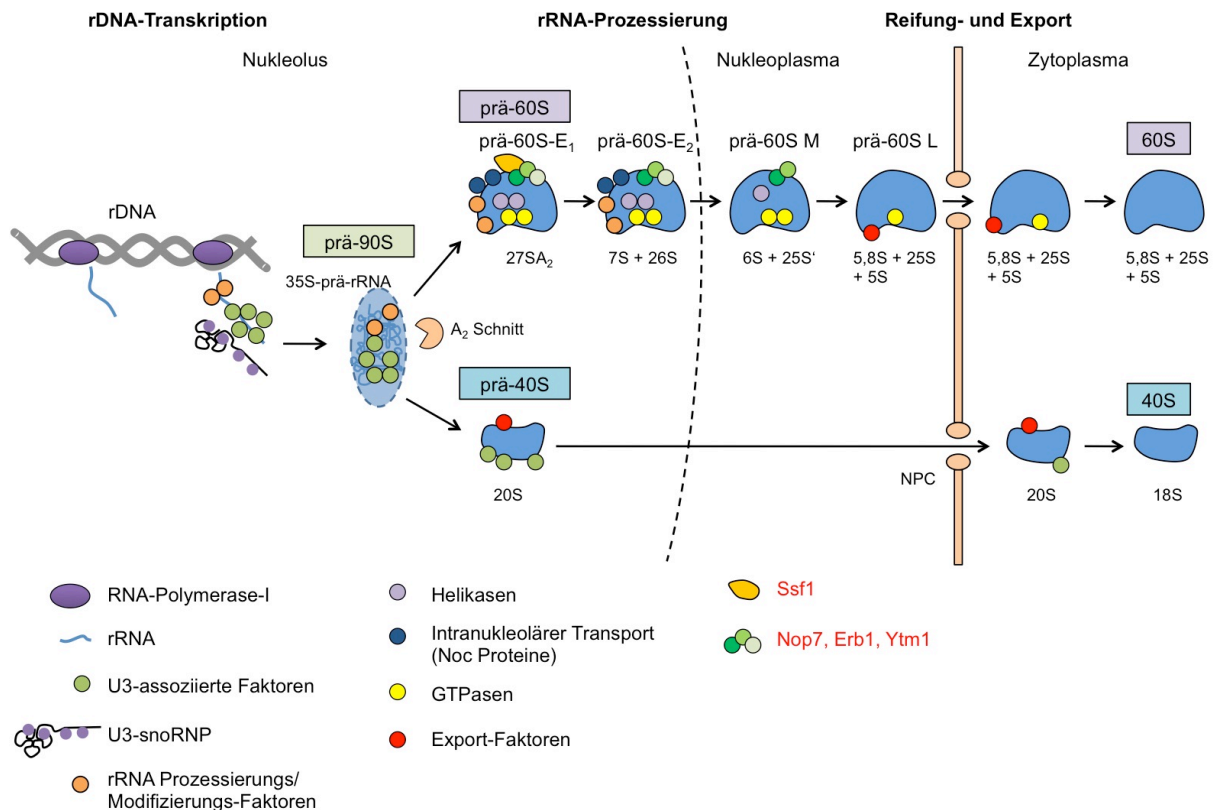 rDNA-Transkription
rRNA-Prozessierung
Reifung- und Export
Nukleolus
Nukleoplasma
Zytoplasma
prä-60S
60S
prä-60S-E₁
prä-60S-E₂
prä-60S M
prä-60S L
rDNA
prä-90S
35S-prä-rRNA
27SA₂
7S + 26S
6S + 25S‘
5,8S + 25S
+ 5S
5,8S + 25S
+ 5S
5,8S + 25S
+ 5S
A₂ Schnitt
prä-40S
40S
NPC
20S
20S
18S
RNA-Polymerase-I
rRNA
U3-assoziierte Faktoren
U3-snoRNP
rRNA Prozessierungs/
Modifizierungs-Faktoren
Helikasen
Intranukleolärer Transport
(Noc Proteine)
GTPasen
Export-Faktoren
Ssf1
Nop7, Erb1, Ytm1